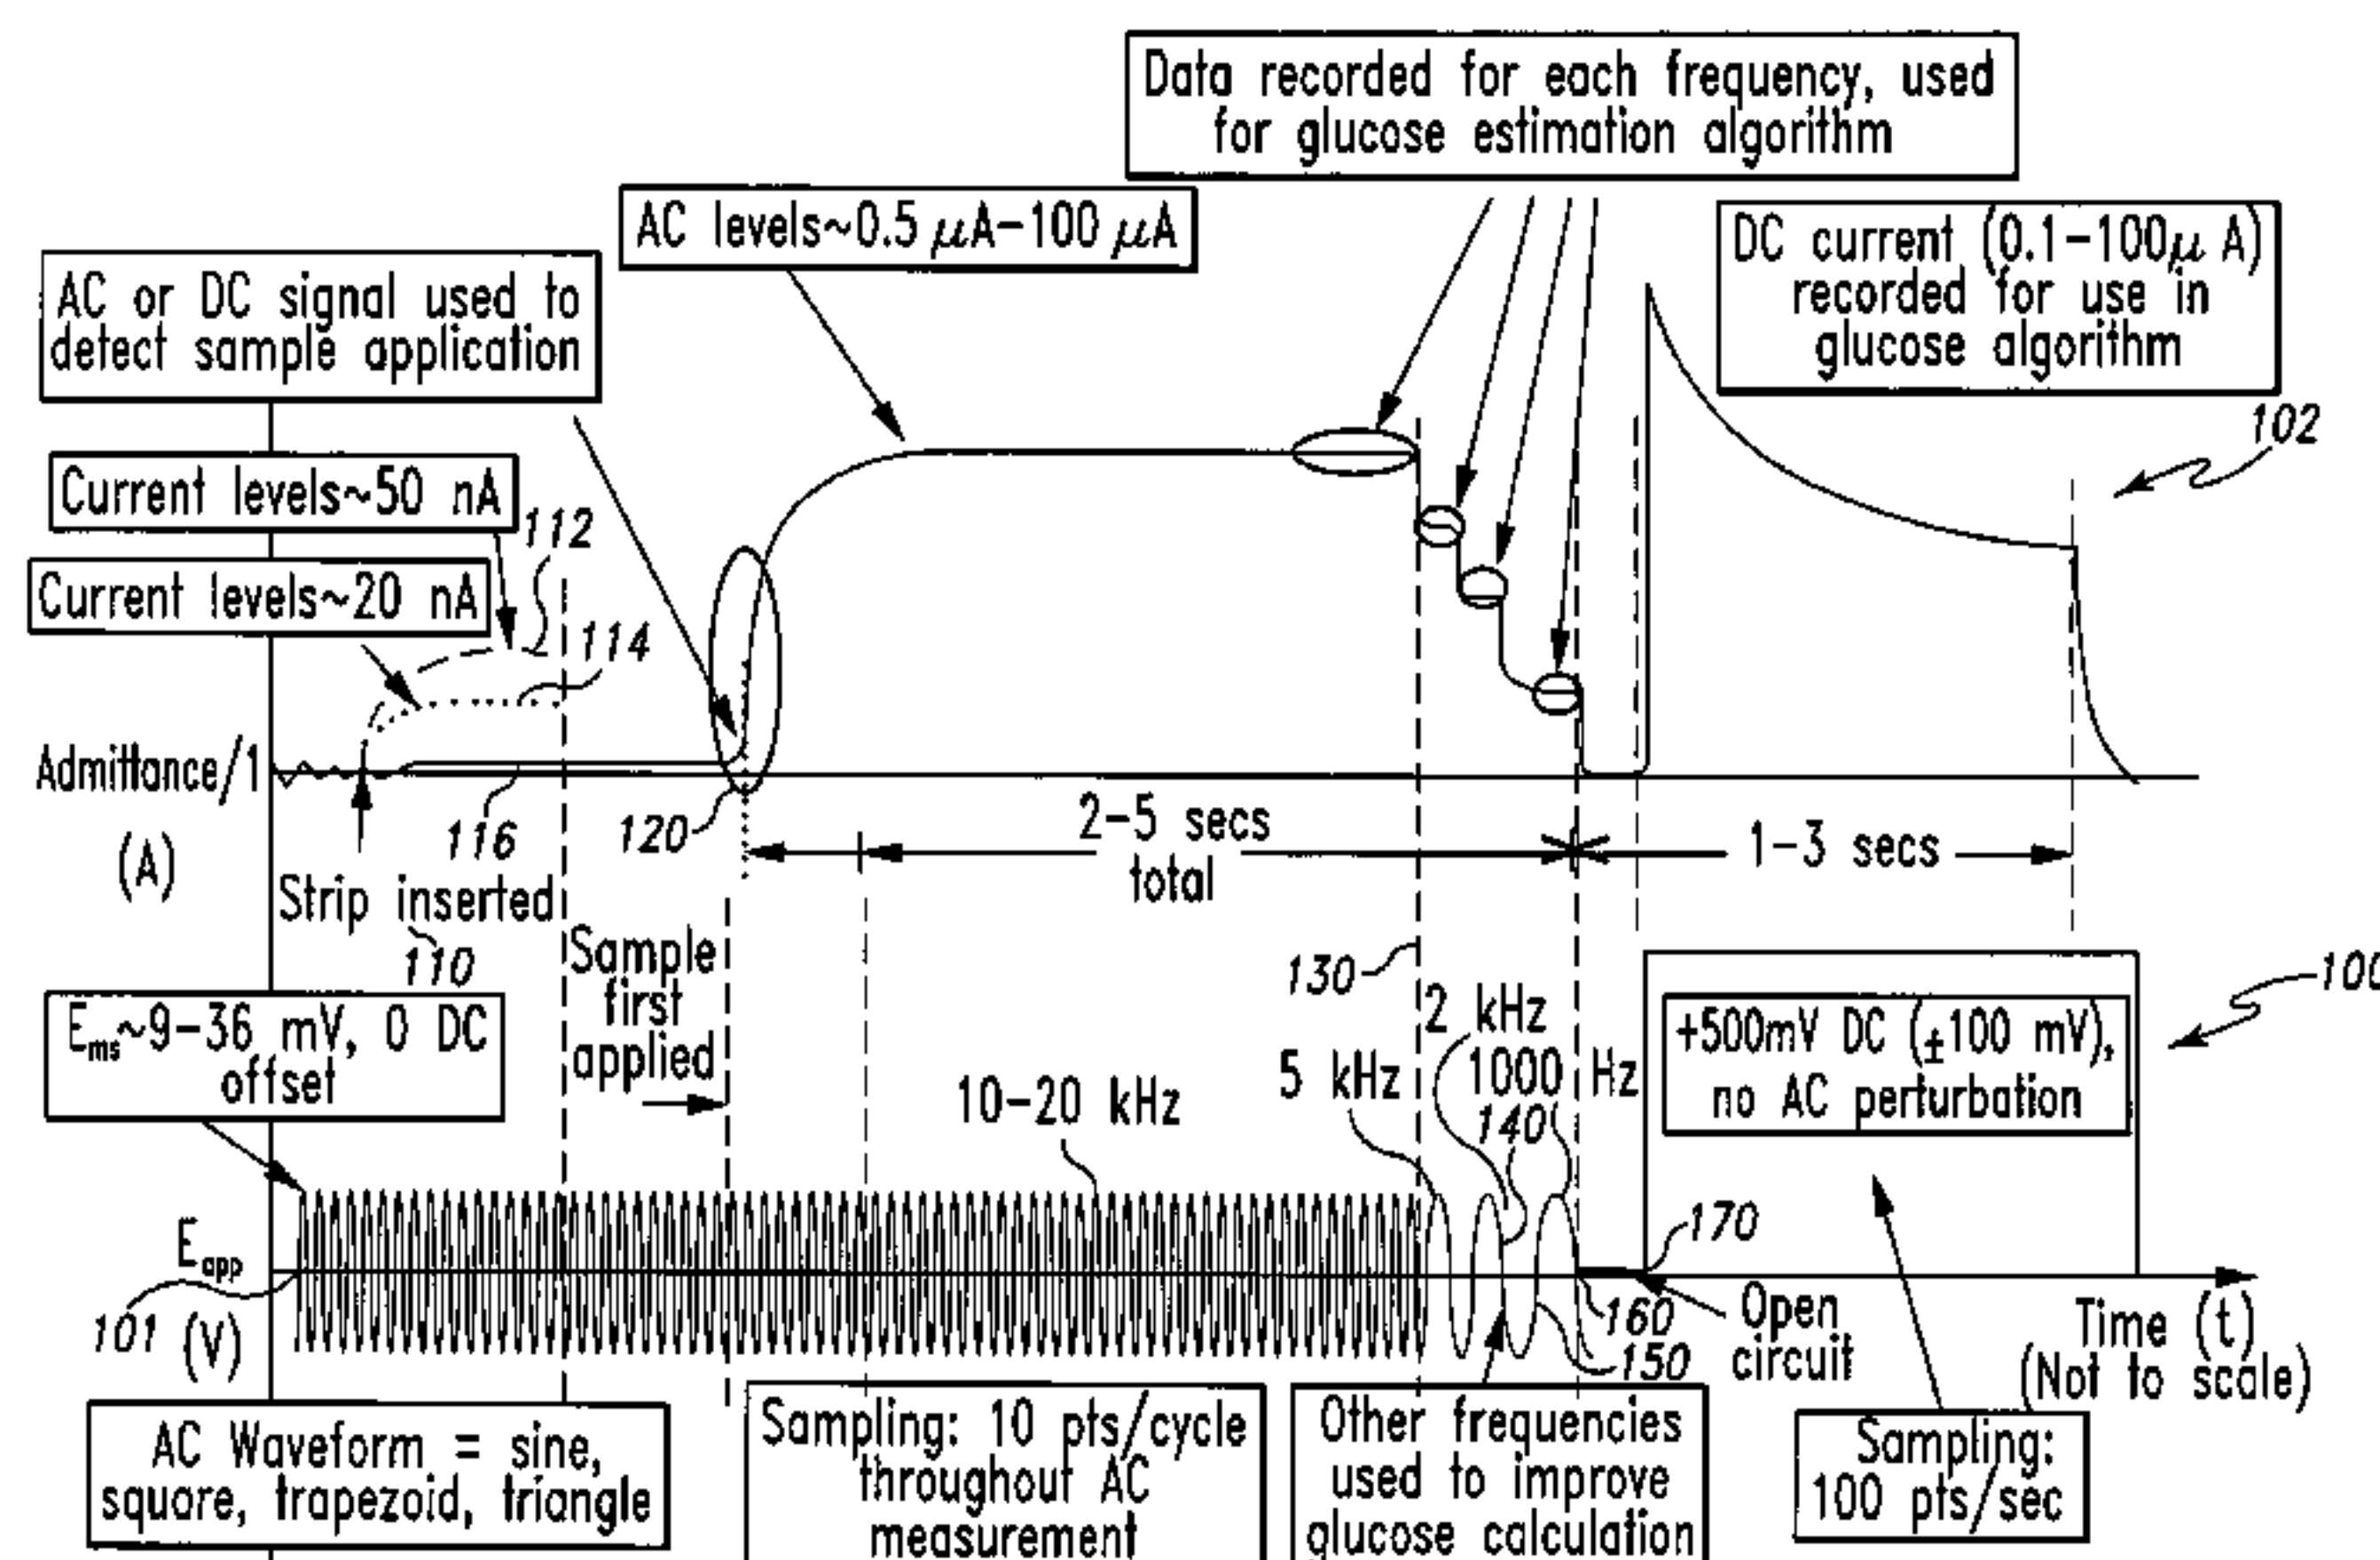 Data recorded for each frequency, used
for glucose estimation algorithm
AC levels~0.5 μA-100 μA
DC current (0.1-100μ A)
recorded for use in
glucose algorithm
AC or DC signal used to
detect sample application
102
Current levels~50 nA
112
Current levels~20 nA
114
Admittance/1
(A)
116
120
2-5 secs
total
1-3 secs
Strip inserted
110
Sample
first
applied
130
100
Ems~9-36 mV, 0 DC
offset
2 kHz
5 kHz
1000 Hz
140
10-20 kHz
+500mV DC (±100 mV),
no AC perturbation
Eapp
170
101
(V)
160
150
Open
circuit
Time (t)
(Not to scale)
AC Waveform = sine,
square, trapezoid, triangle
Sampling: 10 pts/cycle
throughout AC
measurement
Other frequencies
used to improve
glucose calculation
Sampling:
100 pts/sec